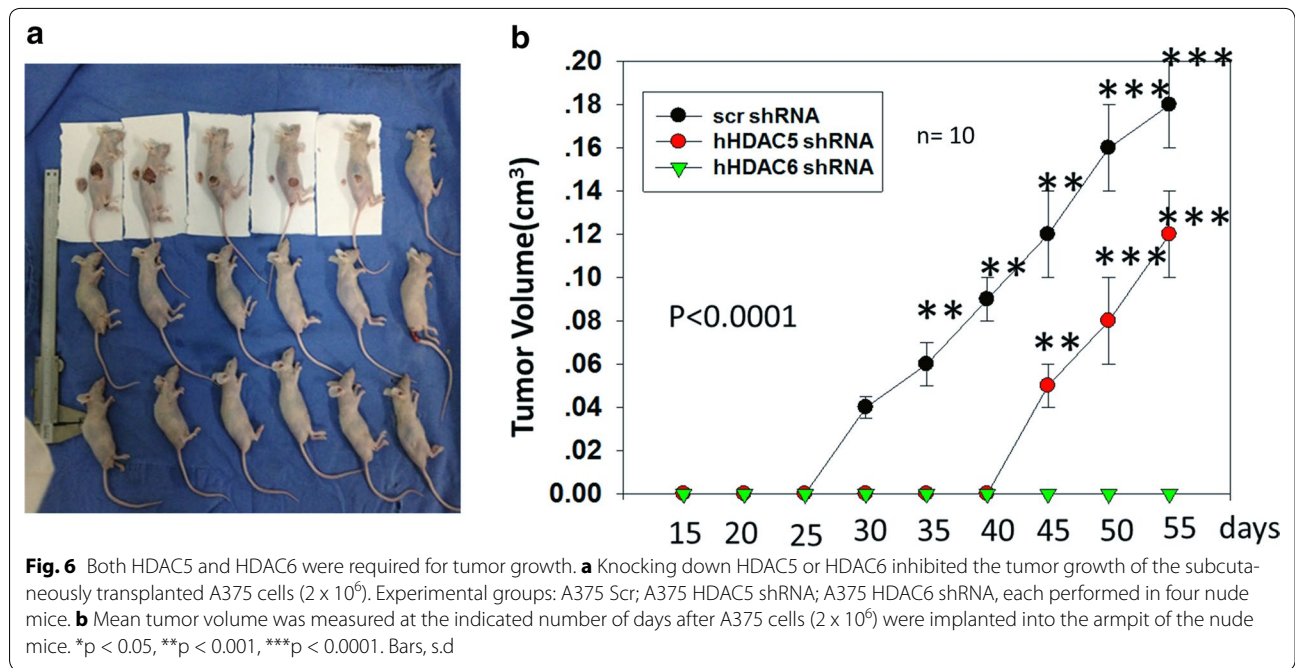 a
b
Tumor Volume(cm³)
.20
.18
.16
.14
.12
.10
.08
.06
.04
.02
0.00
scr shRNA
hHDAC5 shRNA
hHDAC6 shRNA
n= 10
P<0.0001
**
**
**
***
***
**
***
***
15 20 25 30 35 40 45 50 55 days
Fig. 6 Both HDAC5 and HDAC6 were required for tumor growth. a Knocking down HDAC5 or HDAC6 inhibited the tumor growth of the subcuta-
neously transplanted A375 cells (2 x 10⁶). Experimental groups: A375 Scr; A375 HDAC5 shRNA; A375 HDAC6 shRNA, each performed in four nude
mice. b Mean tumor volume was measured at the indicated number of days after A375 cells (2 x 10⁶) were implanted into the armpit of the nude
mice. *p < 0.05, **p < 0.001, ***p < 0.0001. Bars, s.d